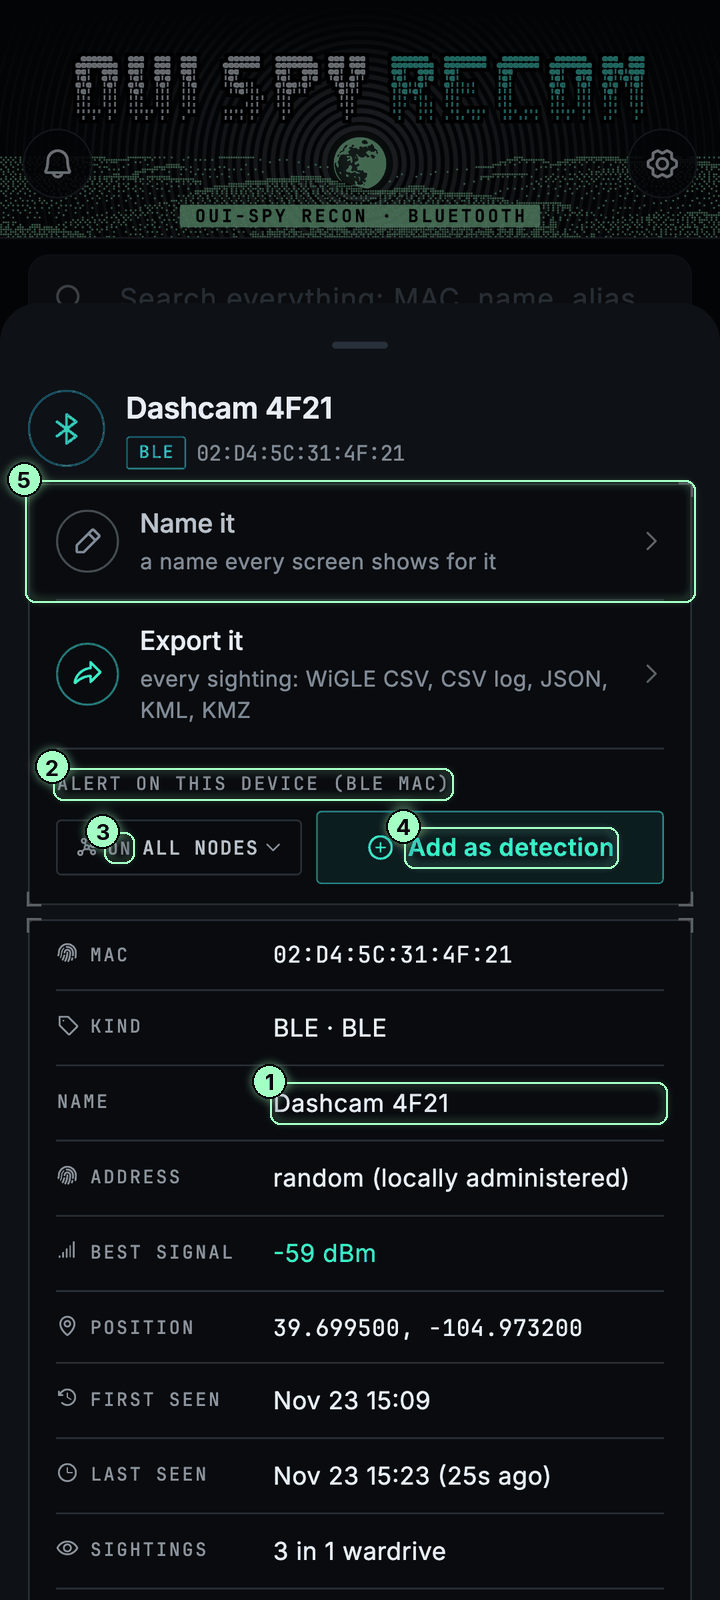 OUI SPY RECON
OUI-SPY RECON · BLUETOOTH
Search everything: MAC, name, alias
Dashcam 4F21
BLE 02:D4:5C:31:4F:21
5
Name it
a name every screen shows for it
Export it
every sighting: WiGLE CSV, CSV log, JSON,
KML, KMZ
2
ALERT ON THIS DEVICE (BLE MAC)
3
ON ALL NODES
4
Add as detection
MAC 02:D4:5C:31:4F:21
KIND BLE · BLE
1
NAME Dashcam 4F21
ADDRESS random (locally administered)
BEST SIGNAL -59 dBm
POSITION 39.699500, -104.973200
FIRST SEEN Nov 23 15:09
LAST SEEN Nov 23 15:23 (25s ago)
SIGHTINGS 3 in 1 wardrive